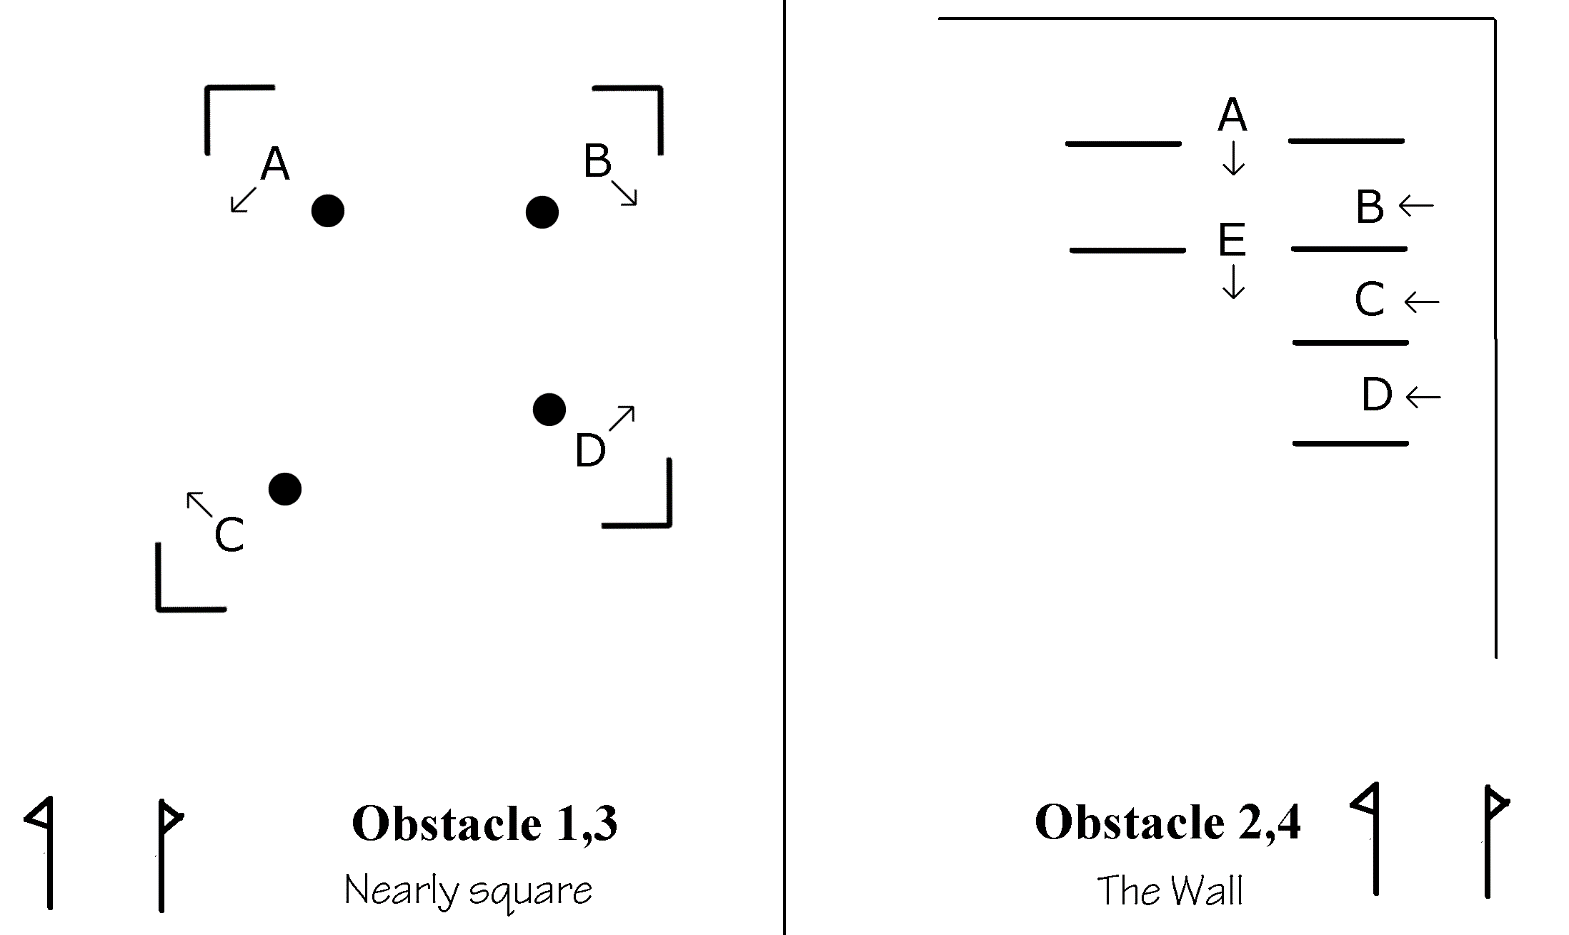 A
B
D
C
Obstacle 1,3
Nearly square
A
B
E
C
D
Obstacle 2,4
The Wall